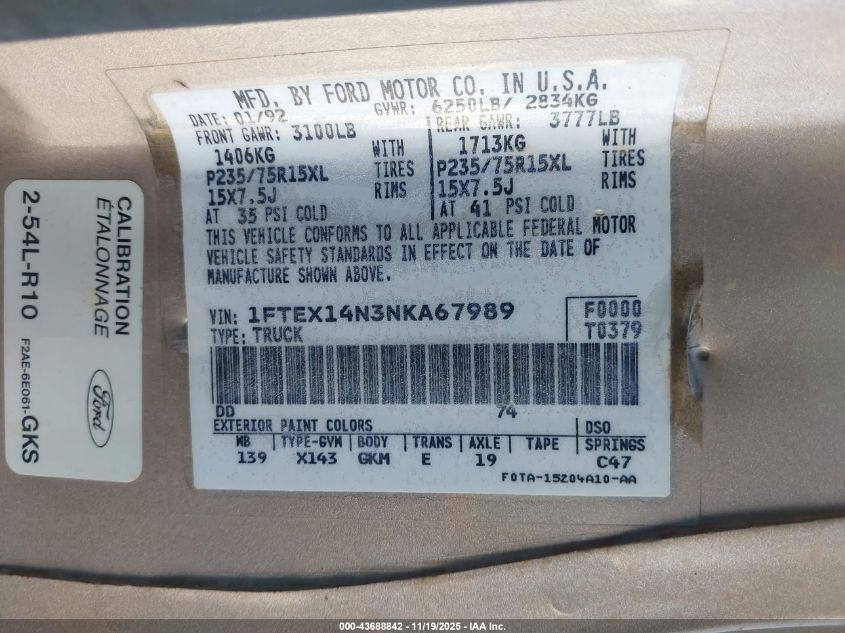 MFD. BY FORD MOTOR CO. IN U.S.A.
DATE: 01/92 GVWR: 6250LB/ 2834KG
FRONT GAWR: 3100LB REAR GAWR: 3777LB
1406KG WITH 1713KG WITH
P235/75R15XL TIRES P235/75R15XL TIRES
15X7.5J RIMS 15X7.5J RIMS
AT 35 PSI COLD AT 41 PSI COLD
THIS VEHICLE CONFORMS TO ALL APPLICABLE FEDERAL MOTOR
VEHICLE SAFETY STANDARDS IN EFFECT ON THE DATE OF
MANUFACTURE SHOWN ABOVE.
VIN: 1FTEX14N3NKA67989 F0000
TYPE: TRUCK T0379
DD 74
EXTERIOR PAINT COLORS DSO
WB TYPE-GVW BODY TRANS AXLE TAPE SPRINGS
139 X143 GKM E 19 C47
F0TA-15204A10-AA
CALIBRATION
ÉTALONNAGE
2-54L-R10
F2AE-6E061-GKS
Ford
000-43688842 - 11/19/2025 - IAA Inc.